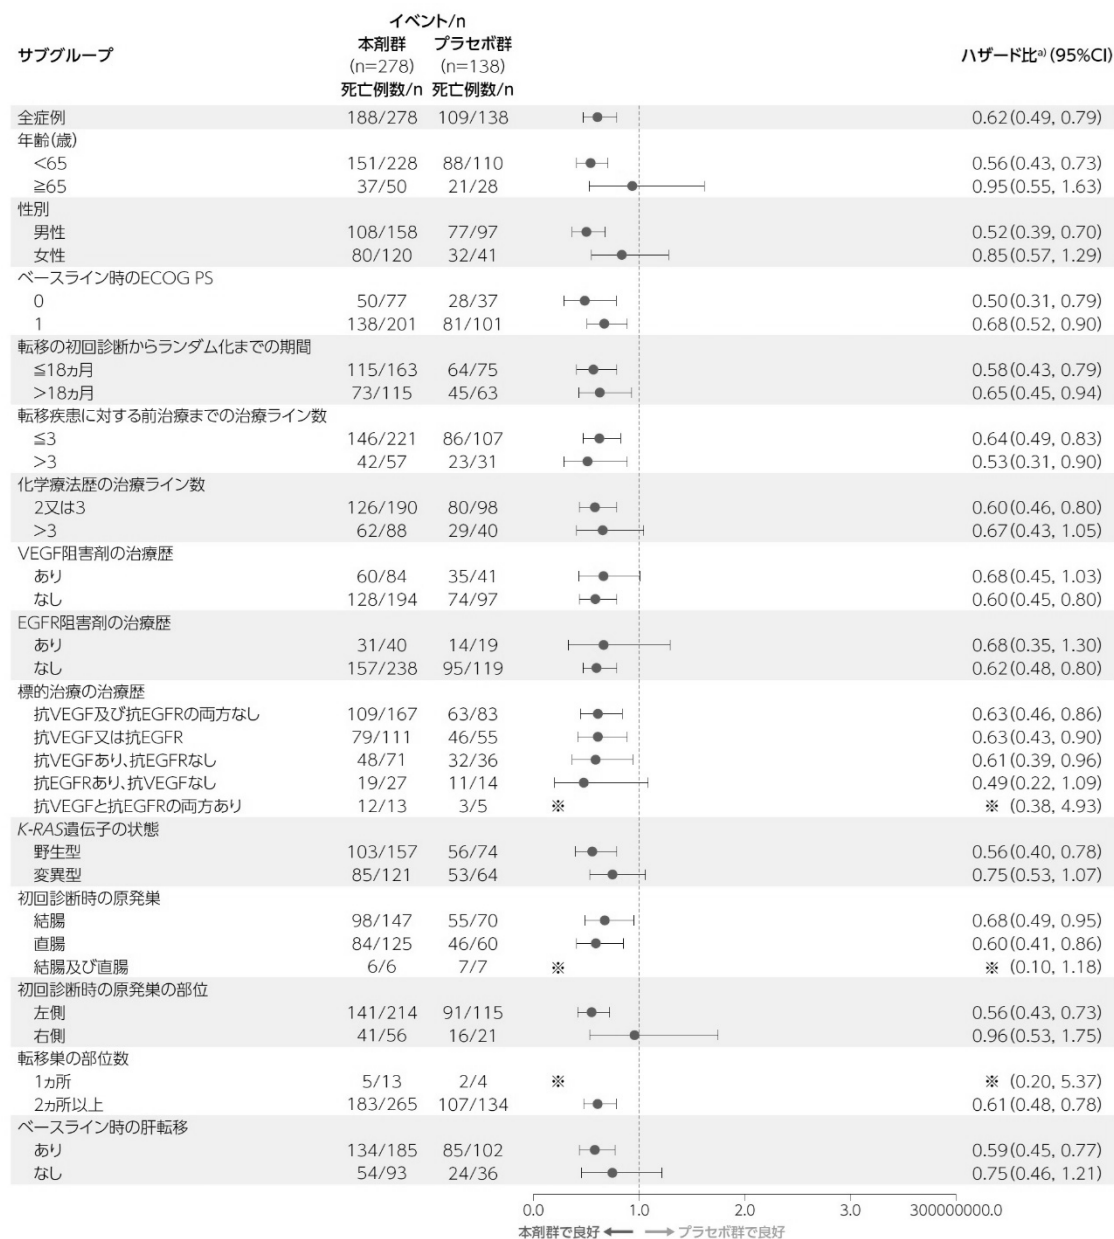 イベント/n
サブグループ 本剤群 プラセボ群 ハザード比a) (95%CI)
(n=278) (n=138)
死亡例数/n 死亡例数/n
全症例 188/278 109/138 0.62(0.49, 0.79)
年齢(歳)
<65 151/228 88/110 0.56(0.43, 0.73)
≧65 37/50 21/28 0.95(0.55, 1.63)
性別
男性 108/158 77/97 0.52(0.39, 0.70)
女性 80/120 32/41 0.85(0.57, 1.29)
ベースライン時のECOG PS
0 50/77 28/37 0.50(0.31, 0.79)
1 138/201 81/101 0.68(0.52, 0.90)
転移の初回診断からランダム化までの期間
≦18ヵ月 115/163 64/75 0.58(0.43, 0.79)
>18ヵ月 73/115 45/63 0.65(0.45, 0.94)
転移疾患に対する前治療までの治療ライン数
≦3 146/221 86/107 0.64(0.49, 0.83)
>3 42/57 23/31 0.53(0.31, 0.90)
化学療法歴の治療ライン数
2又は3 126/190 80/98 0.60(0.46, 0.80)
>3 62/88 29/40 0.67(0.43, 1.05)
VEGF阻害剤の治療歴
あり 60/84 35/41 0.68(0.45, 1.03)
なし 128/194 74/97 0.60(0.45, 0.80)
EGFR阻害剤の治療歴
あり 31/40 14/19 0.68(0.35, 1.30)
なし 157/238 95/119 0.62(0.48, 0.80)
標的治療の治療歴
抗VEGF及び抗EGFRの両方なし 109/167 63/83 0.63(0.46, 0.86)
抗VEGF又は抗EGFR 79/111 46/55 0.63(0.43, 0.90)
抗VEGFあり、抗EGFRなし 48/71 32/36 0.61(0.39, 0.96)
抗EGFRあり、抗VEGFなし 19/27 11/14 0.49(0.22, 1.09)
抗VEGFと抗EGFRの両方あり 12/13 3/5 ※ ※ (0.38, 4.93)
K-RAS遺伝子の状態
野生型 103/157 56/74 0.56(0.40, 0.78)
変異型 85/121 53/64 0.75(0.53, 1.07)
初回診断時の原発巣
結腸 98/147 55/70 0.68(0.49, 0.95)
直腸 84/125 46/60 0.60(0.41, 0.86)
結腸及び直腸 6/6 7/7 ※ ※ (0.10, 1.18)
初回診断時の原発巣の部位
左側 141/214 91/115 0.56(0.43, 0.73)
右側 41/56 16/21 0.96(0.53, 1.75)
転移巣の部位数
1ヵ所 5/13 2/4 ※ ※ (0.20, 5.37)
2ヵ所以上 183/265 107/134 0.61(0.48, 0.78)
ベースライン時の肝転移
あり 134/185 85/102 0.59(0.45, 0.77)
なし 54/93 24/36 0.75(0.46, 1.21)
0.0 1.0 2.0 3.0 300000000.0
本剤群で良好 ← → プラセボ群で良好